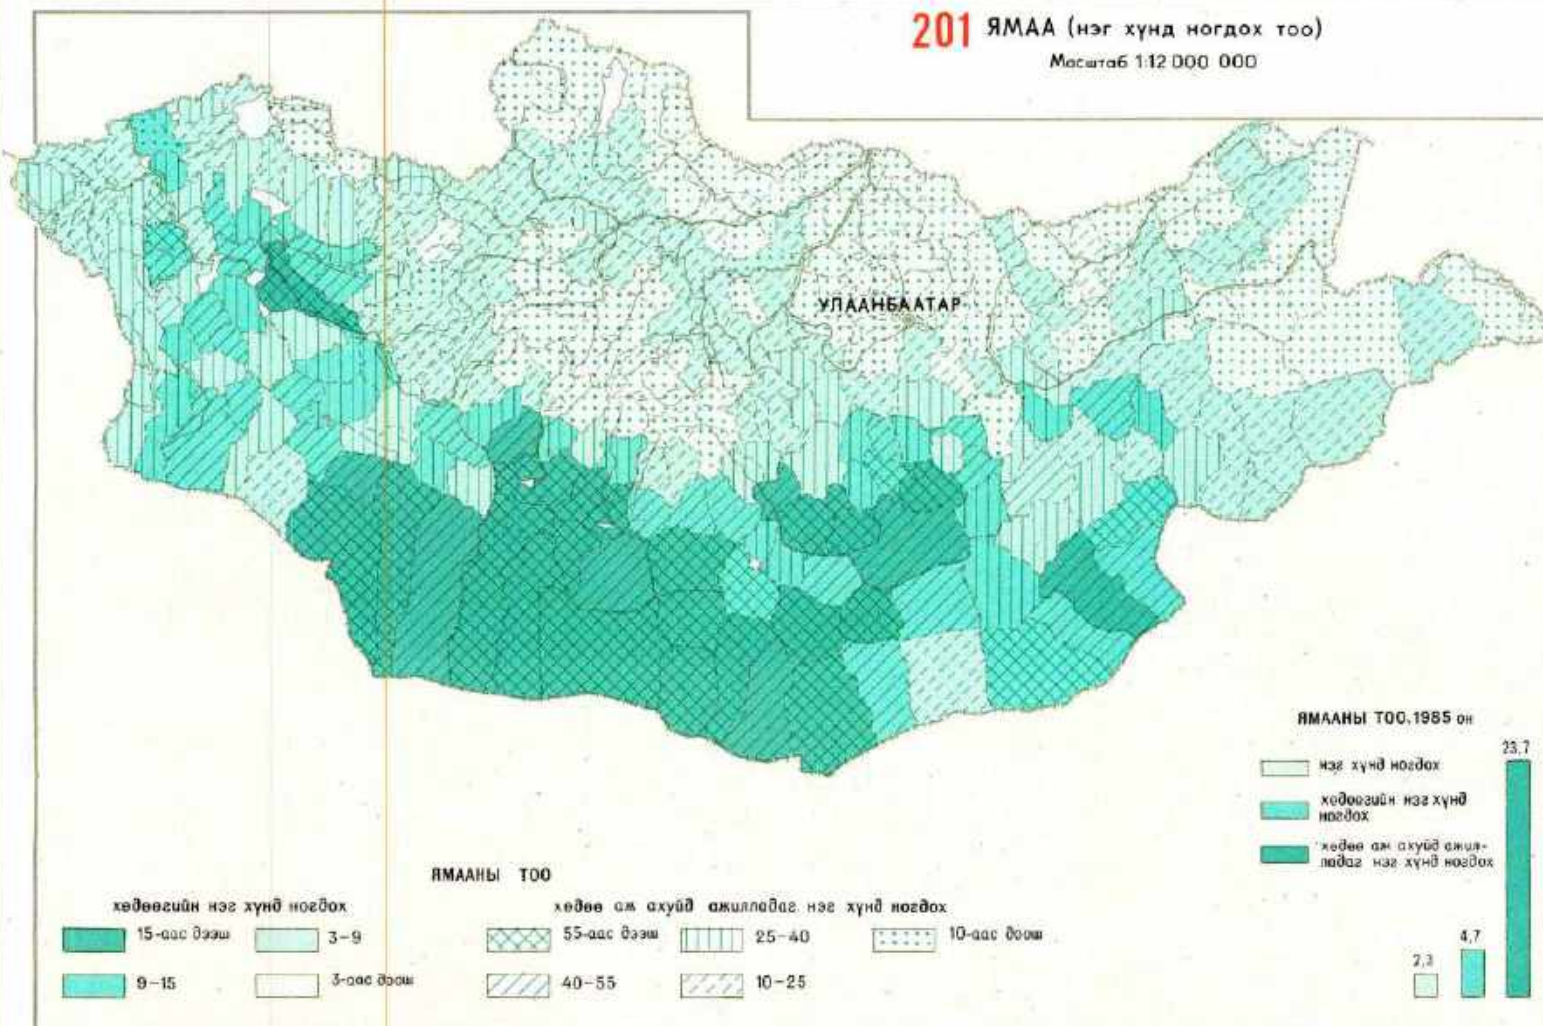 201 ЯМАА (нэг хүнд ногдох тоо)
Масштаб 1:12 000 000
УЛААНБААТАР
ЯМААНЫ ТОО. 1985 он
нэг хүнд ногдох
хөдөөгийн нэг хүнд
ногдох
хөдөө аж ахуйд ажил-
ладаг нэг хүнд ногдох
23,7
4,7
2,3
ЯМААНЫ ТОО
хөдөөгийн нэг хүнд ногдох
15-аас дээш
3-9
9-15
3-аас доош
хөдөө аж ахуйд ажилладаг нэг хүнд ногдох
55-аас дээш
25-40
10-аас доош
40-55
10-25